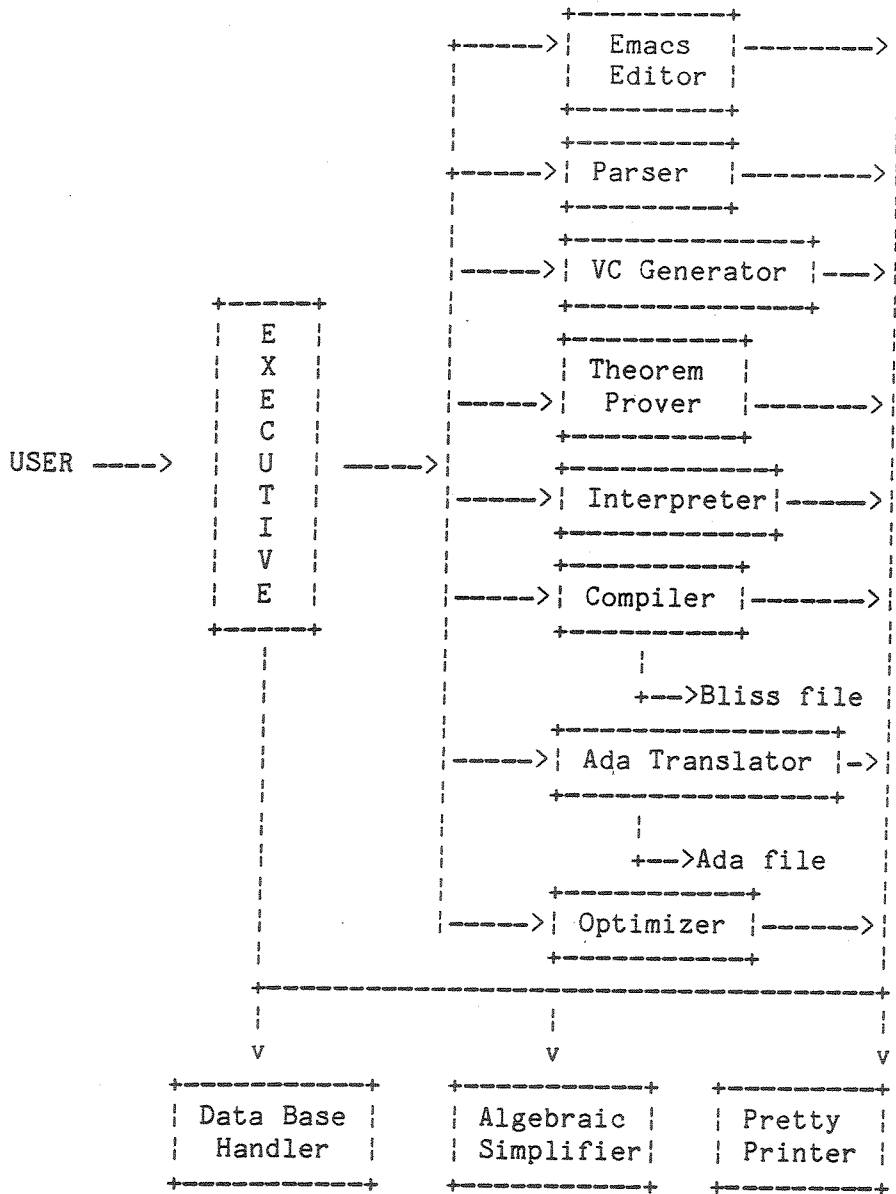 Emacs
Editor
Parser
VC Generator
EXECUTIVE
Theorem
Prover
USER
Interpreter
Compiler
Bliss file
Ada Translator
Ada file
Optimizer
v v v
Data Base Algebraic Pretty
Handler Simplifier Printer